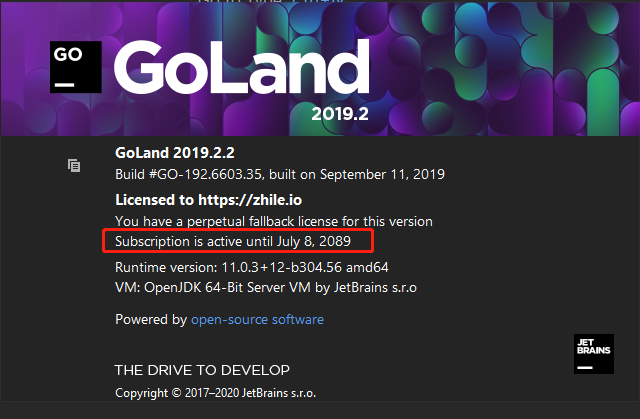 GO
GoLand
2019.2
GoLand 2019.2.2
Build #GO-192.6603.35, built on September 11, 2019
Licensed to https://zhile.io
You have a perpetual fallback license for this version
Subscription is active until July 8, 2089
Runtime version: 11.0.3+12-b304.56 amd64
VM: OpenJDK 64-Bit Server VM by JetBrains s.r.o
Powered by open-source software
JET
BRAINS
THE DRIVE TO DEVELOP
Copyright © 2017–2020 JetBrains s.r.o.